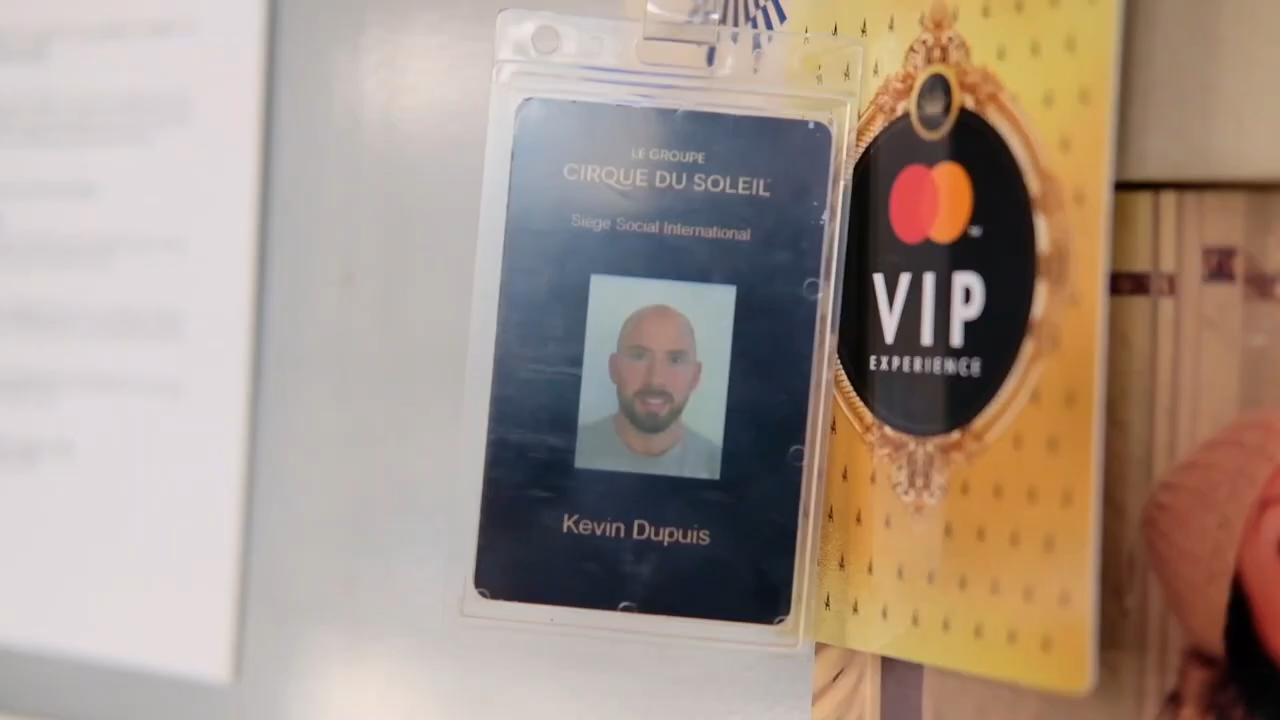 LE GROUPE
CIRQUE DU SOLEIL
Siège Social International
Kevin Dupuis
VIP
EXPERIENCE